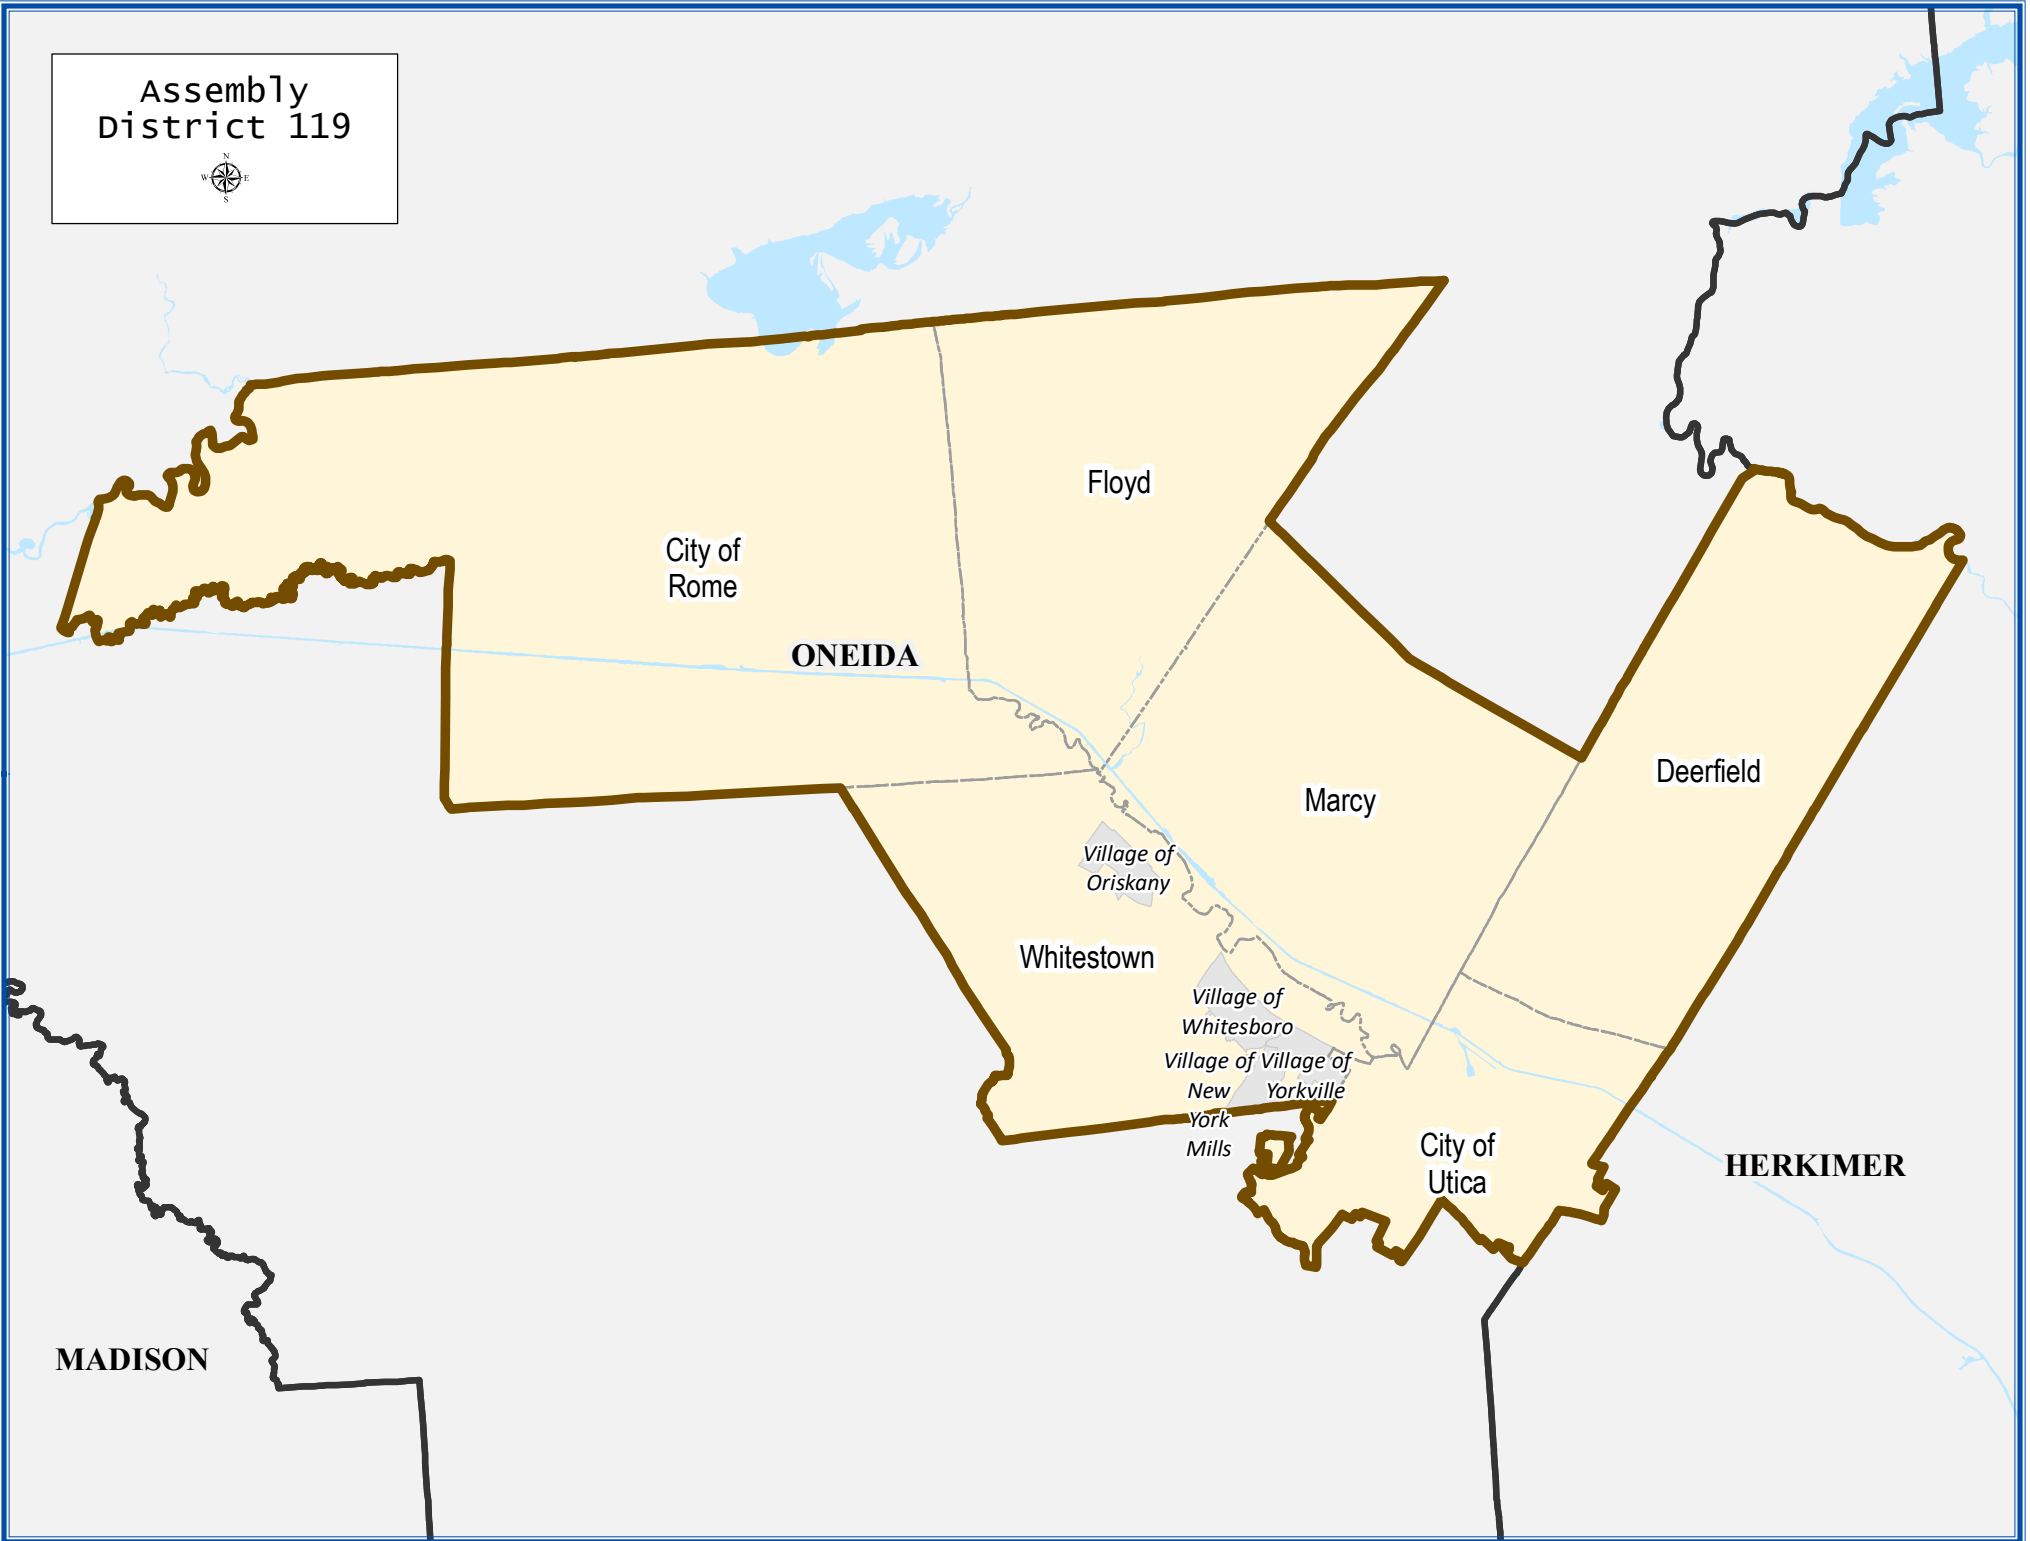 Assembly
District 119
N
W E
S
Floyd
City of
Rome
ONEIDA
Deerfield
Marcy
Village of
Oriskany
Whitestown
Village of
Whitesboro
Village of
New
York
Mills
Village of
Yorkville
City of
Utica
HERKIMER
MADISON